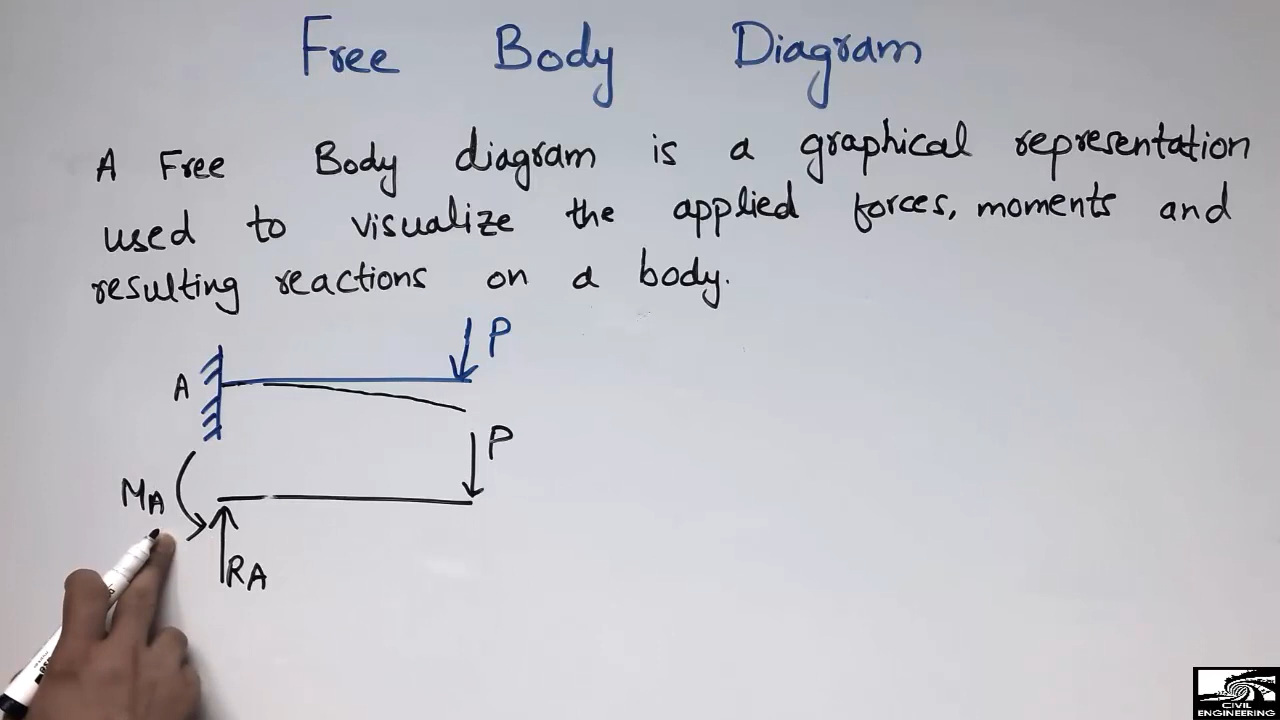 Free Body Diagram
A Free Body diagram is a graphical representation
used to visualize the applied forces, moments and
resulting reactions on a body.
P
A
P
MA
RA
CIVIL
ENGINEERING